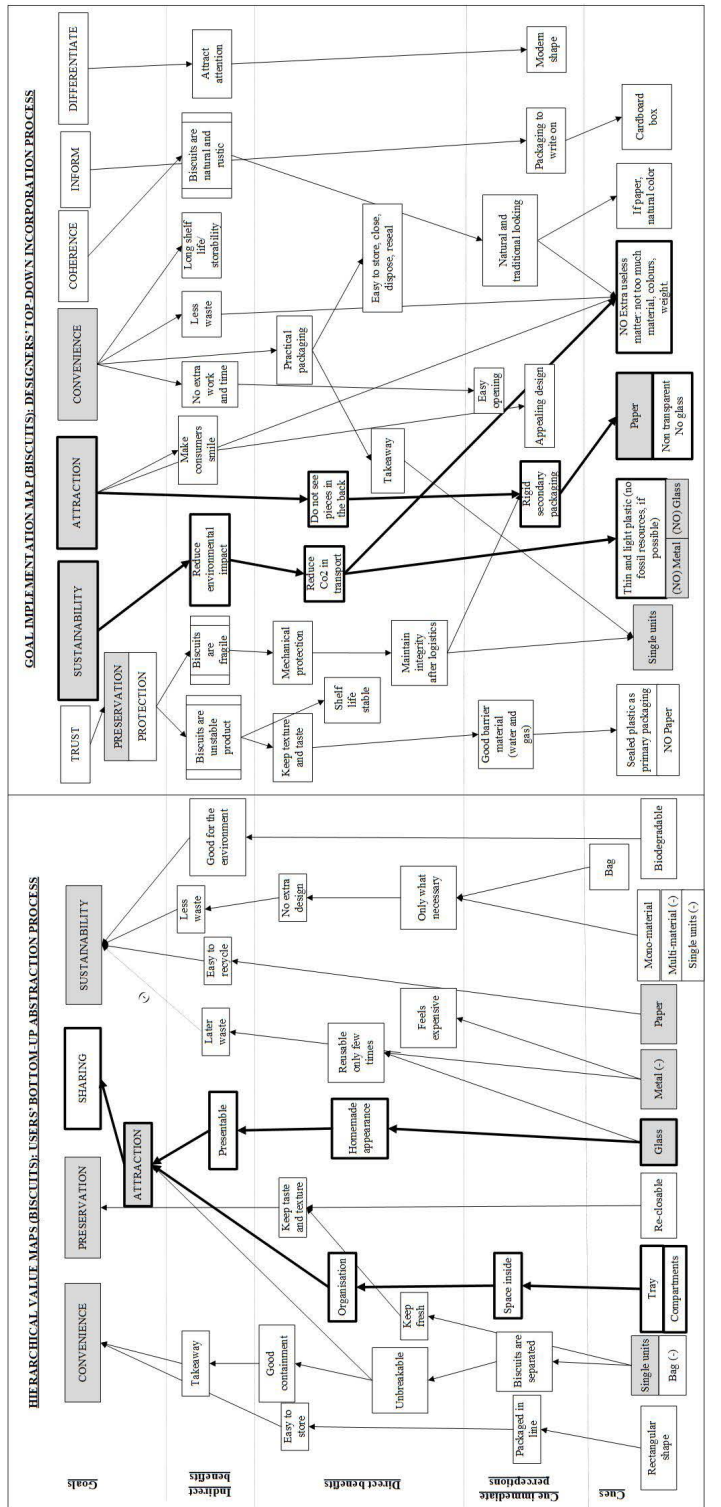 HIERARCHICAL VALUE MAPS (BISCUITS): USERS' BOTTOM-UP ABSTRACTION PROCESS
Goals
CONVENIENCE
PRESERVATION
SHARING
ATTRACTION
SUSTAINABILITY
(-)
Indirect
benefits
Takeaway
Presentable
Later
waste
Easy to
recycle
Less
waste
Good for the
environment
Direct benefits
Easy to
store
Good
containment
Unbreakable
Keep
fresh
Organisation
Keep taste
and texture
Homemade
appearance
Reusable
only few
times
Feels
expensive
No extra
design
Only what
necessary
Cue immediate
perceptions
Packaged in
line
Biscuits are
separated
Space inside
Cues
Rectangular
shape
Single units
Bag (-)
Tray
Compartments
Re-closable
Glass
Metal (-)
Paper
Mono-material
Multi-material (-)
Single units (-)
Bag
Biodegradable
GOAL IMPLEMENTATION MAP (BISCUITS): DESIGNERS' TOP-DOWN INCORPORATION PROCESS
TRUST
PRESERVATION
PROTECTION
SUSTAINABILITY
ATTRACTION
CONVENIENCE
COHERENCE
INFORM
DIFFERENTIATE
Biscuits are
unstable
product
Biscuits
are
fragile
Reduce
environmental
impact
Make
consumers
smile
No extra
work
and time
Less
waste
Long shelf
life/
storability
Biscuits are
natural and
rustic
Attract
attention
Keep texture
and taste
Shelf life
stable
Mechanical
protection
Reduce
Co2 in
transport
Do not see
pieces in
the back
Practical
packaging
Takeaway
Easy to store, close,
dispose, reseal
Maintain
integrity
after logistics
Good barrier
material
(water and
gas)
Rigid
secondary
packaging
Easy
opening
Appealing design
Natural and
traditional looking
Packaging to
write on
Modern
shape
Sealed plastic as
primary packaging
NO Paper
Single units
Thin and light plastic (no
fossil resources, if
possible)
(NO) Metal
(NO) Glass
Paper
Non transparent
No glass
NO Extra useless
matter: not too much
material, colours,
weight.
If paper,
natural color
Cardboard
box